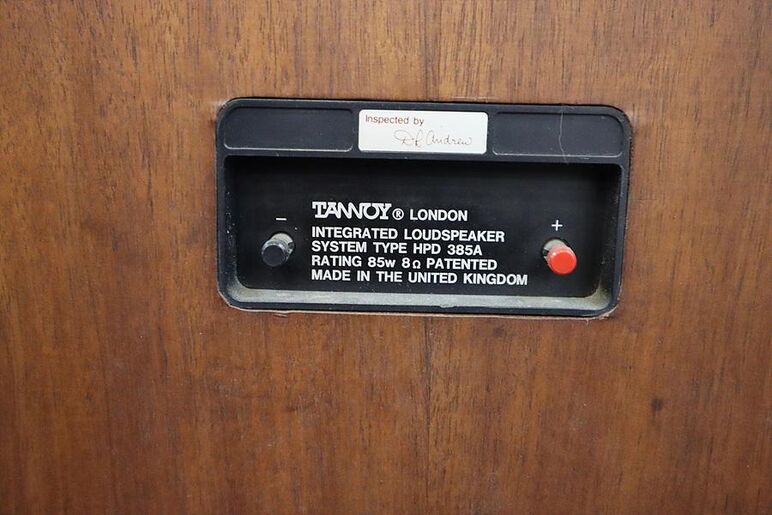 Inspected by
D.R. Andrew
−
+
TANNOY® LONDON
INTEGRATED LOUDSPEAKER
SYSTEM TYPE HPD 385A
RATING 85w 8Ω PATENTED
MADE IN THE UNITED KINGDOM